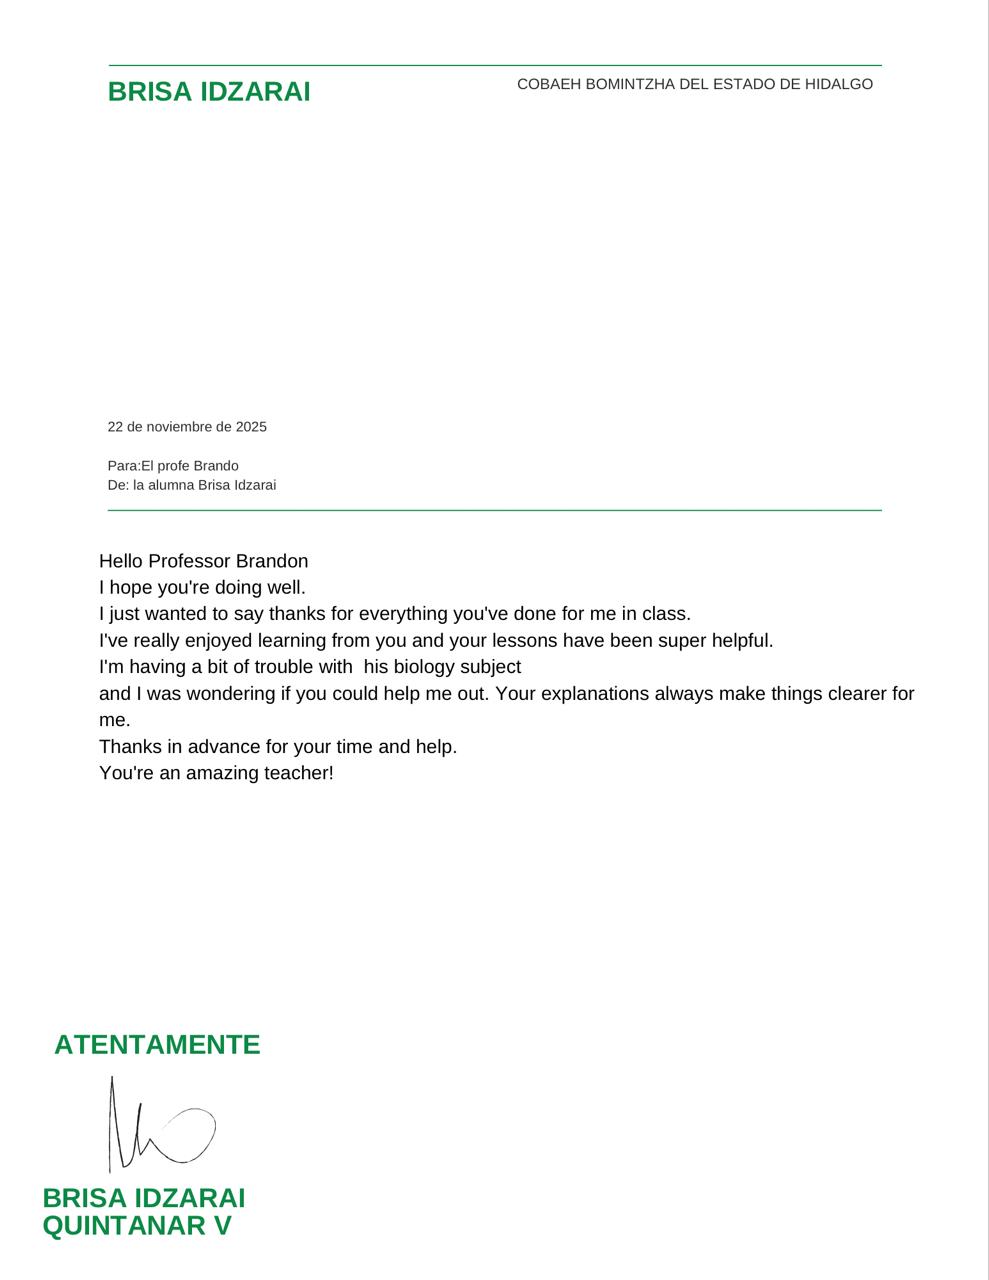 BRISA IDZARAI
COBAEH BOMINTZHA DEL ESTADO DE HIDALGO
22 de noviembre de 2025
Para:El profe Brando
De: la alumna Brisa Idzarai
Hello Professor Brandon
I hope you're doing well.
I just wanted to say thanks for everything you've done for me in class.
I've really enjoyed learning from you and your lessons have been super helpful.
I'm having a bit of trouble with  his biology subject
and I was wondering if you could help me out. Your explanations always make things clearer for
me.
Thanks in advance for your time and help.
You're an amazing teacher!
ATENTAMENTE
BRISA IDZARAI
QUINTANAR V